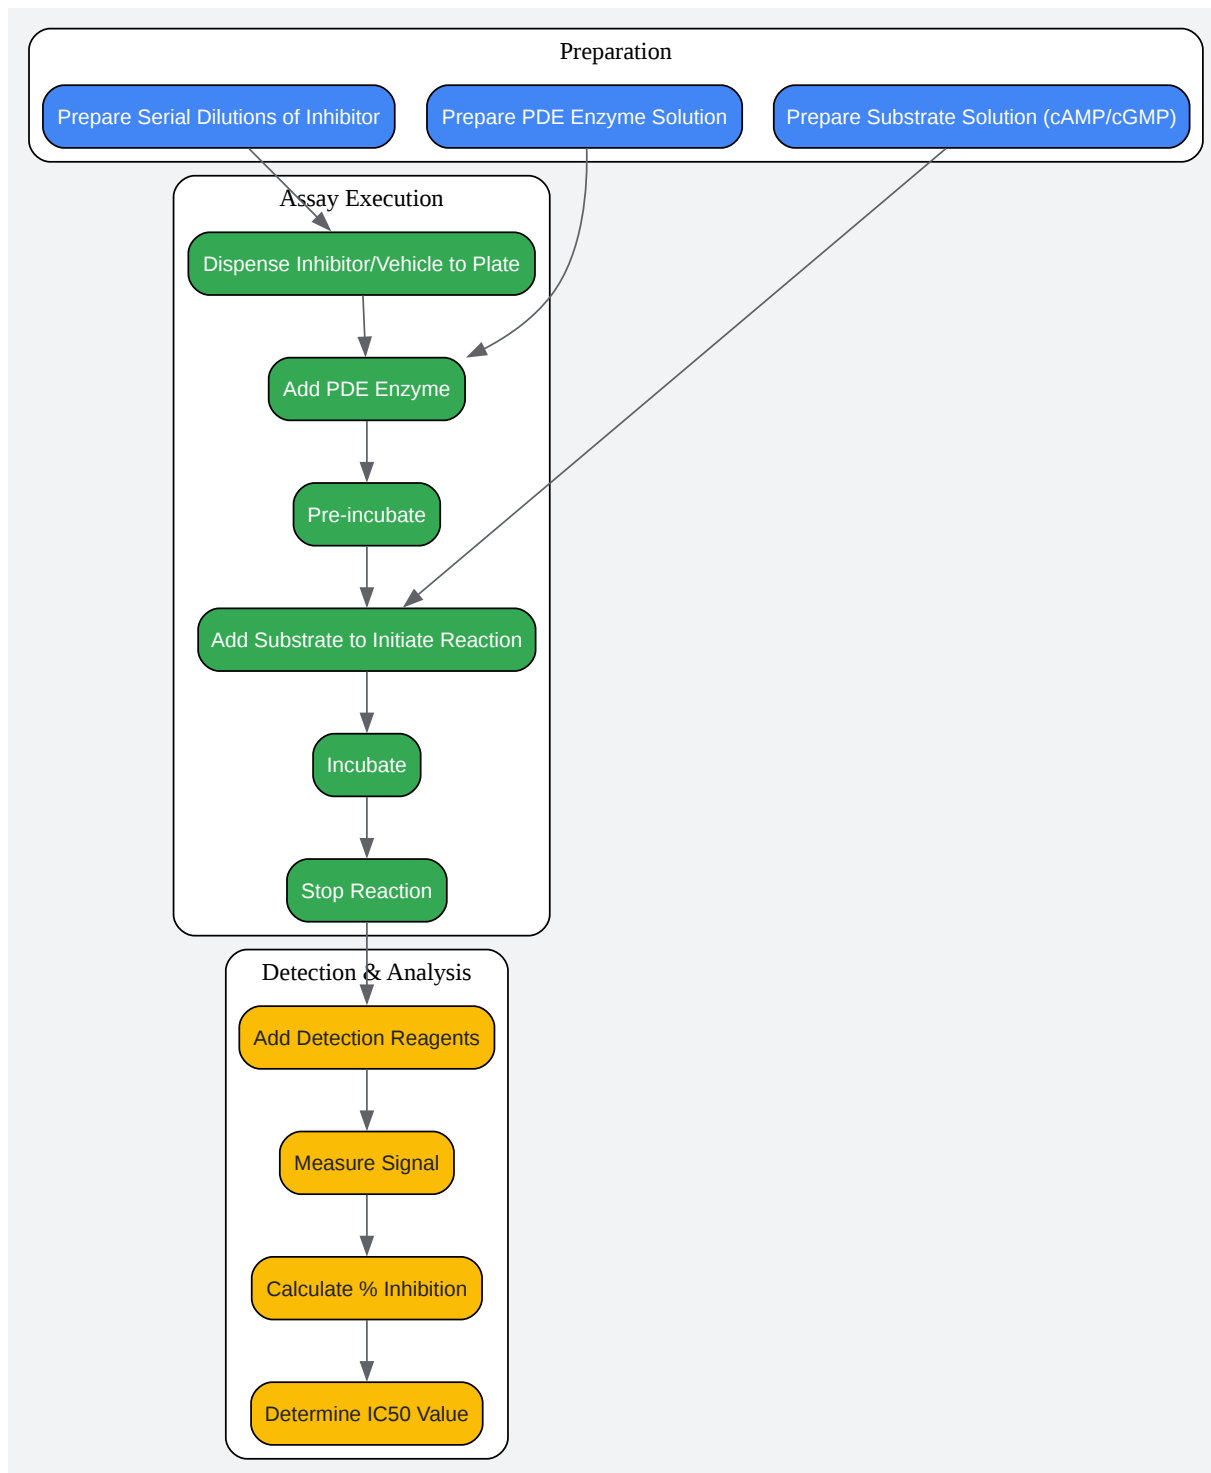 Preparation
Prepare Serial Dilutions of Inhibitor
Prepare PDE Enzyme Solution
Prepare Substrate Solution (cAMP/cGMP)
Assay Execution
Dispense Inhibitor/Vehicle to Plate
Add PDE Enzyme
Pre-incubate
Add Substrate to Initiate Reaction
Incubate
Stop Reaction
Detection & Analysis
Add Detection Reagents
Measure Signal
Calculate % Inhibition
Determine IC50 Value